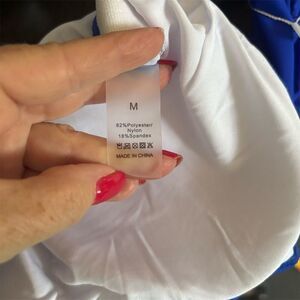 M
82%Polyester/
Nylon
18%Spandex
MADE IN CHINA